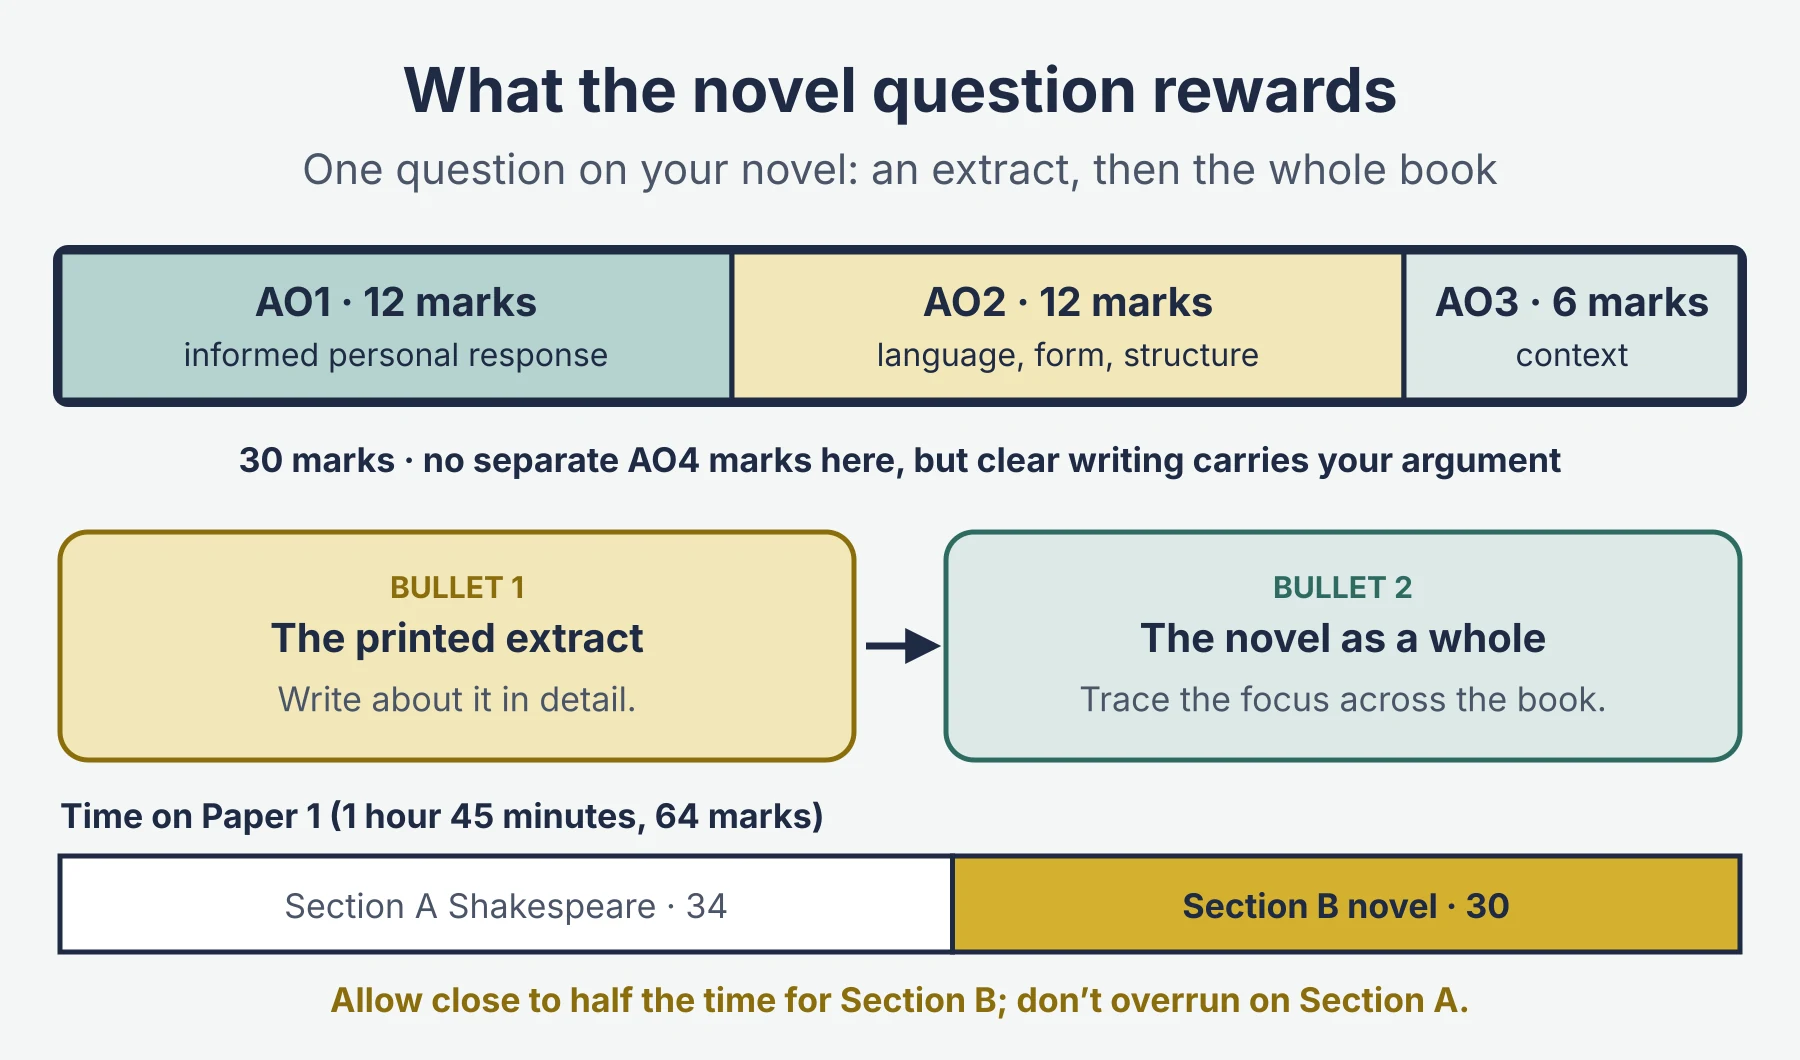 What the novel question rewards
One question on your novel: an extract, then the whole book
AO1 · 12 marks
informed personal response
AO2 · 12 marks
language, form, structure
AO3 · 6 marks
context
30 marks · no separate AO4 marks here, but clear writing carries your argument
BULLET 1
The printed extract
Write about it in detail.
BULLET 2
The novel as a whole
Trace the focus across the book.
Time on Paper 1 (1 hour 45 minutes, 64 marks)
Section A Shakespeare · 34
Section B novel · 30
Allow close to half the time for Section B; don’t overrun on Section A.